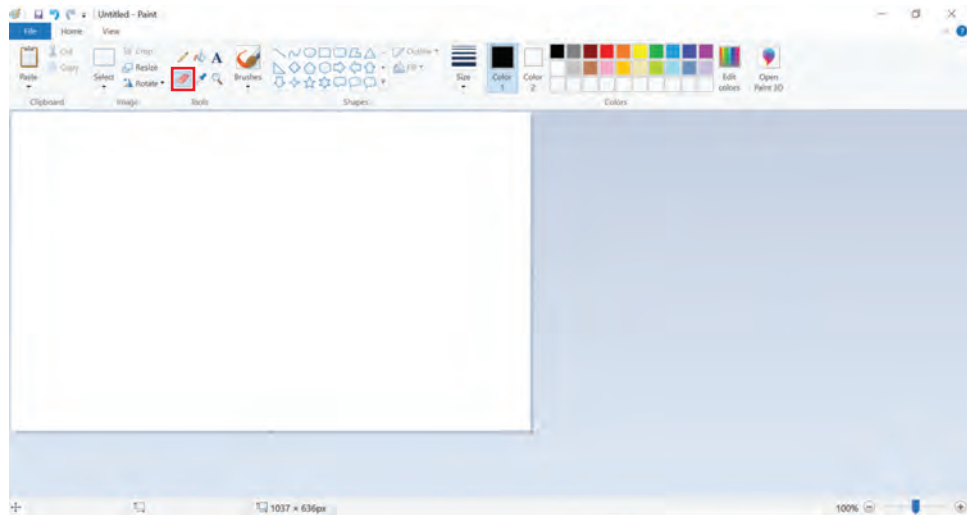 Untitled - Paint
File Home View
Paste
Cut
Copy
Clipboard
Select
Crop
Resize
Rotate
Image
A
Tools
Brushes
Shapes
Outline
Fill
Size
Color 1
Color 2
Edit colors
Colors
Open Paint 3D
1037 × 636px
100%